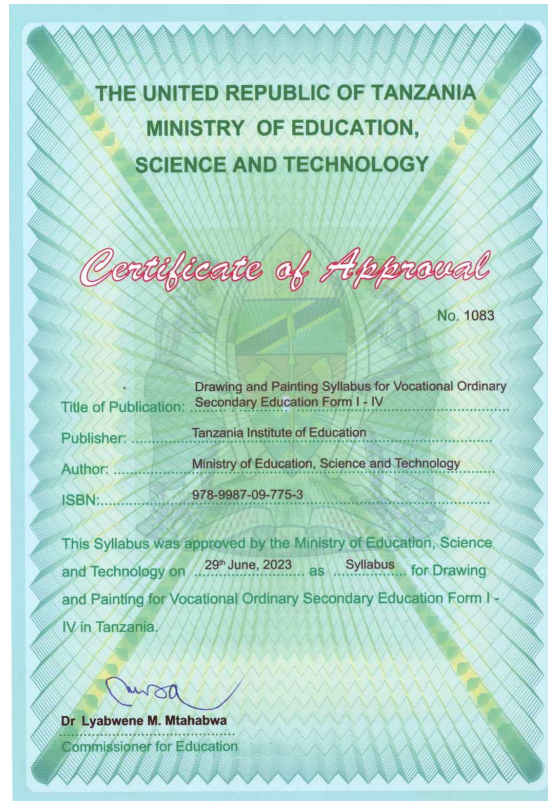 THE UNITED REPUBLIC OF TANZANIA
MINISTRY OF EDUCATION,
SCIENCE AND TECHNOLOGY
Certificate of Approval
No. 1083
Title of Publication: Drawing and Painting Syllabus for Vocational Ordinary
Secondary Education Form I - IV
Publisher: Tanzania Institute of Education
Author: Ministry of Education, Science and Technology
ISBN: 978-9987-09-775-3
This Syllabus was approved by the Ministry of Education, Science
and Technology on 29th June, 2023 as Syllabus for Drawing
and Painting for Vocational Ordinary Secondary Education Form I -
IV in Tanzania.
Dr Lyabwene M. Mtahabwa
Commissioner for Education